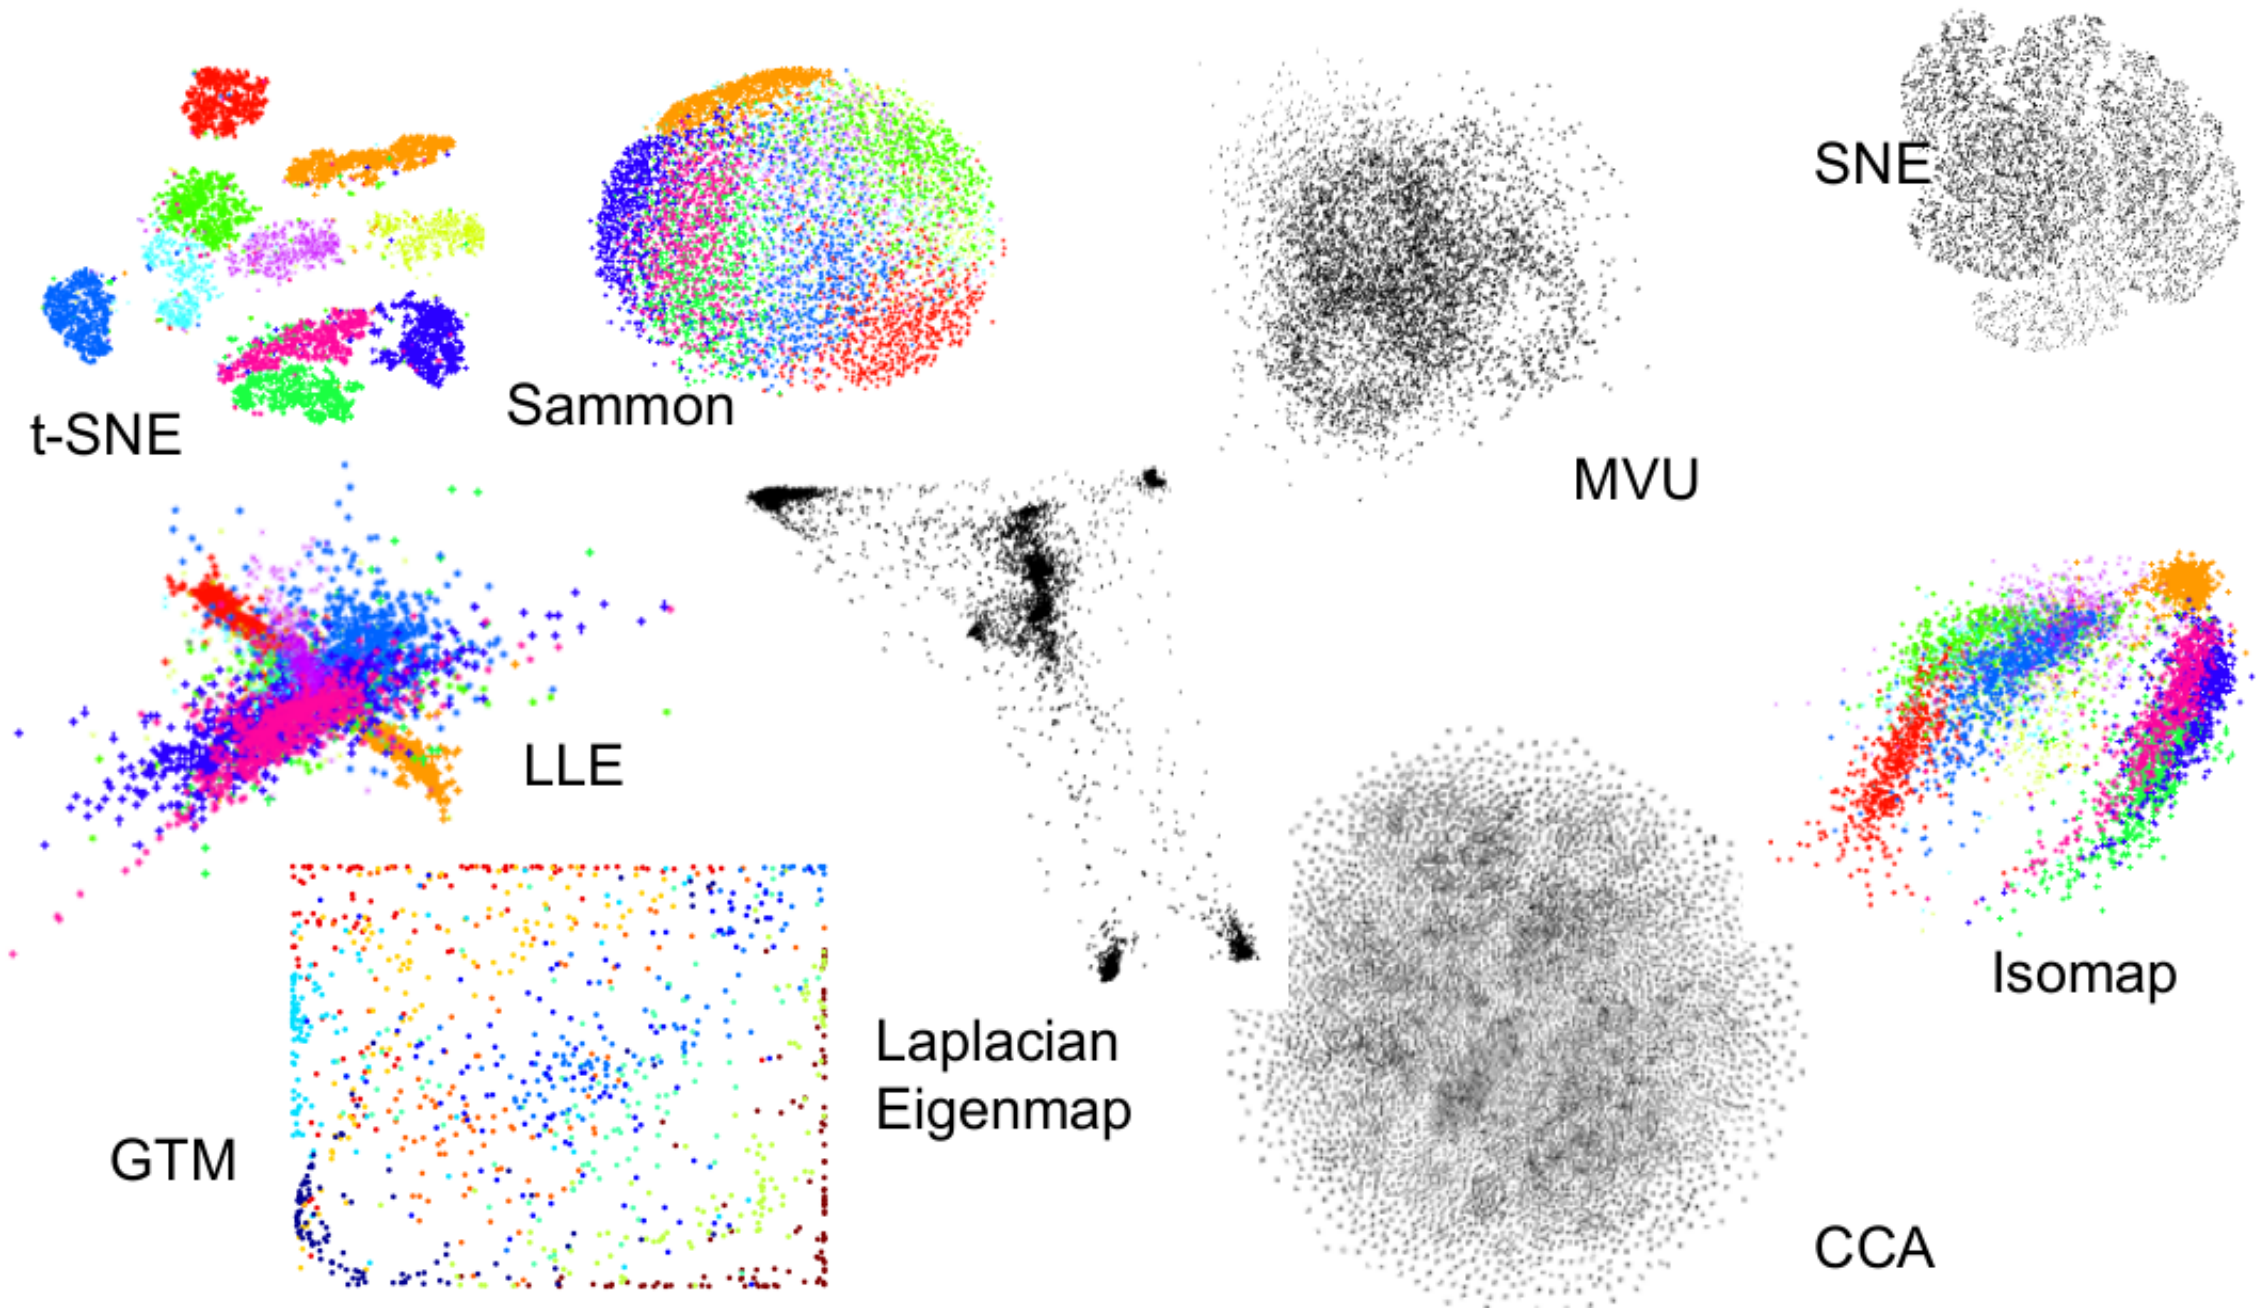 SNE
t-SNE
Sammon
MVU
LLE
Isomap
Laplacian
Eigenmap
GTM
CCA